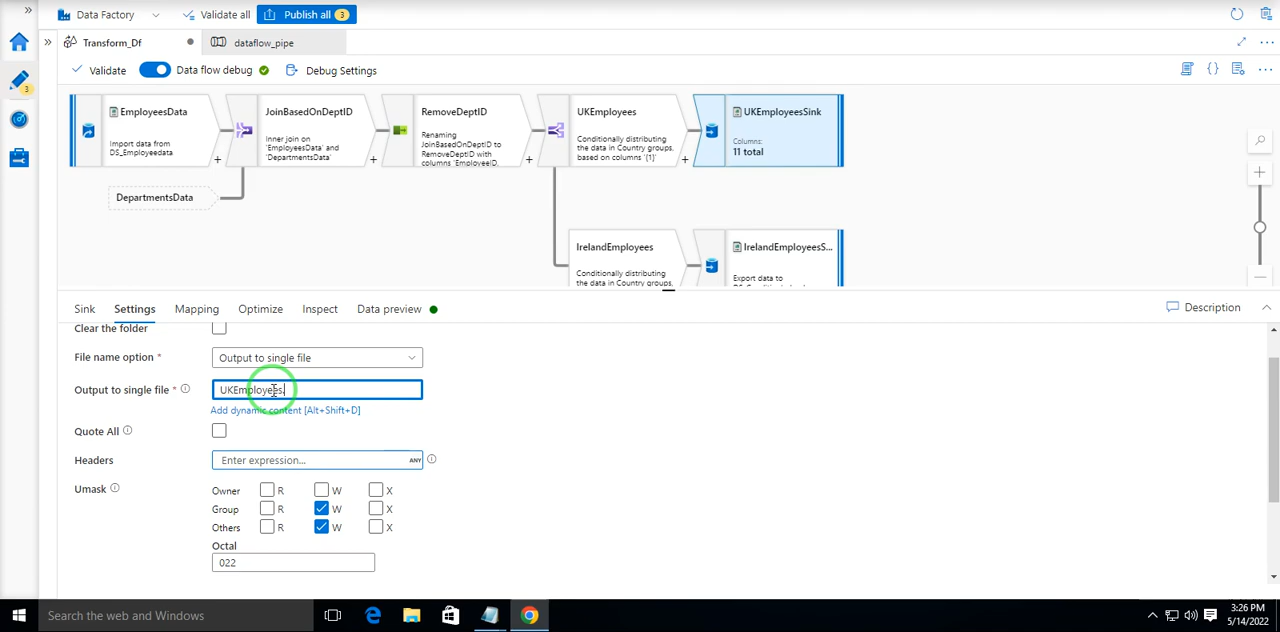 Data Factory
Validate all
Publish all 3
Transform_Df
dataflow_pipe
Validate
Data flow debug
Debug Settings
3
EmployeesData
Import data from
DS_Employeedata
JoinBasedOnDeptID
Inner join on
'EmployeesData' and
'DepartmentsData'
RemoveDeptID
Renaming
JoinBasedOnDeptID to
RemoveDeptID with
columns 'EmployeeID,
UKEmployees
Conditionally distributing
the data in Country groups,
based on columns '{1}'
UKEmployeesSink
Columns:
11 total
DepartmentsData
IrelandEmployees
Conditionally distributing
the data in Country groups,
IrelandEmployeesS...
Export data to
Sink
Settings
Mapping
Optimize
Inspect
Data preview
Description
Clear the folder
File name option *
Output to single file
Output to single file *
UKEmployees.
Add dynamic content [Alt+Shift+D]
Quote All
Headers
Enter expression...
ANY
Umask
Owner R W X
Group R W X
Others R W X
Octal
022
Search the web and Windows
3:26 PM
5/14/2022